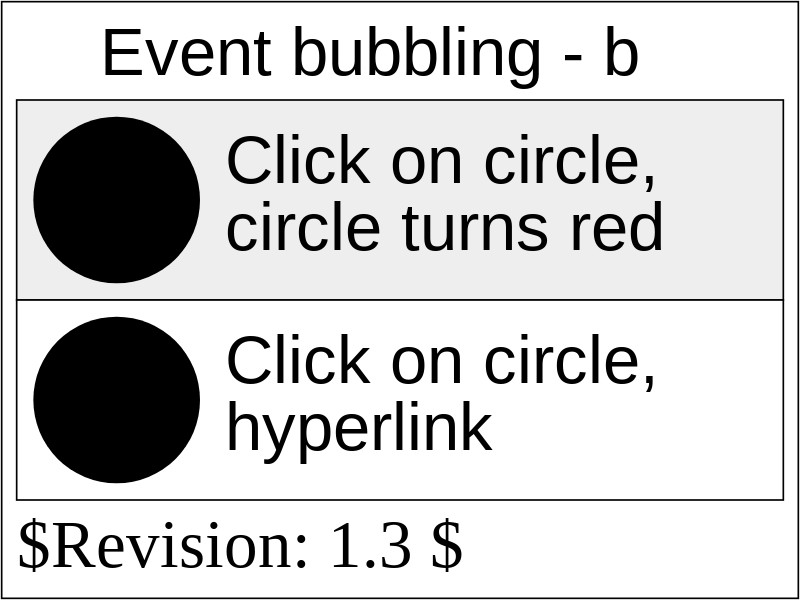 Event bubbling - b
Click on circle,
circle turns red
Click on circle,
hyperlink
$Revision: 1.3 $